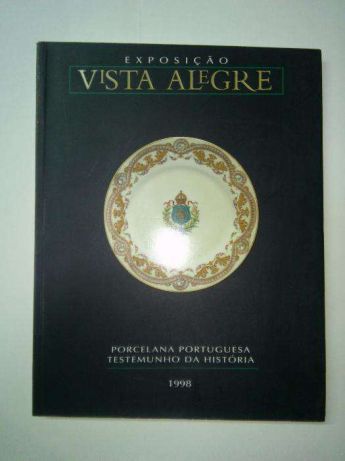 EXPOSIÇÃO
VISTA ALEGRE
PORCELANA PORTUGUESA
TESTEMUNHO DA HISTÓRIA
1998